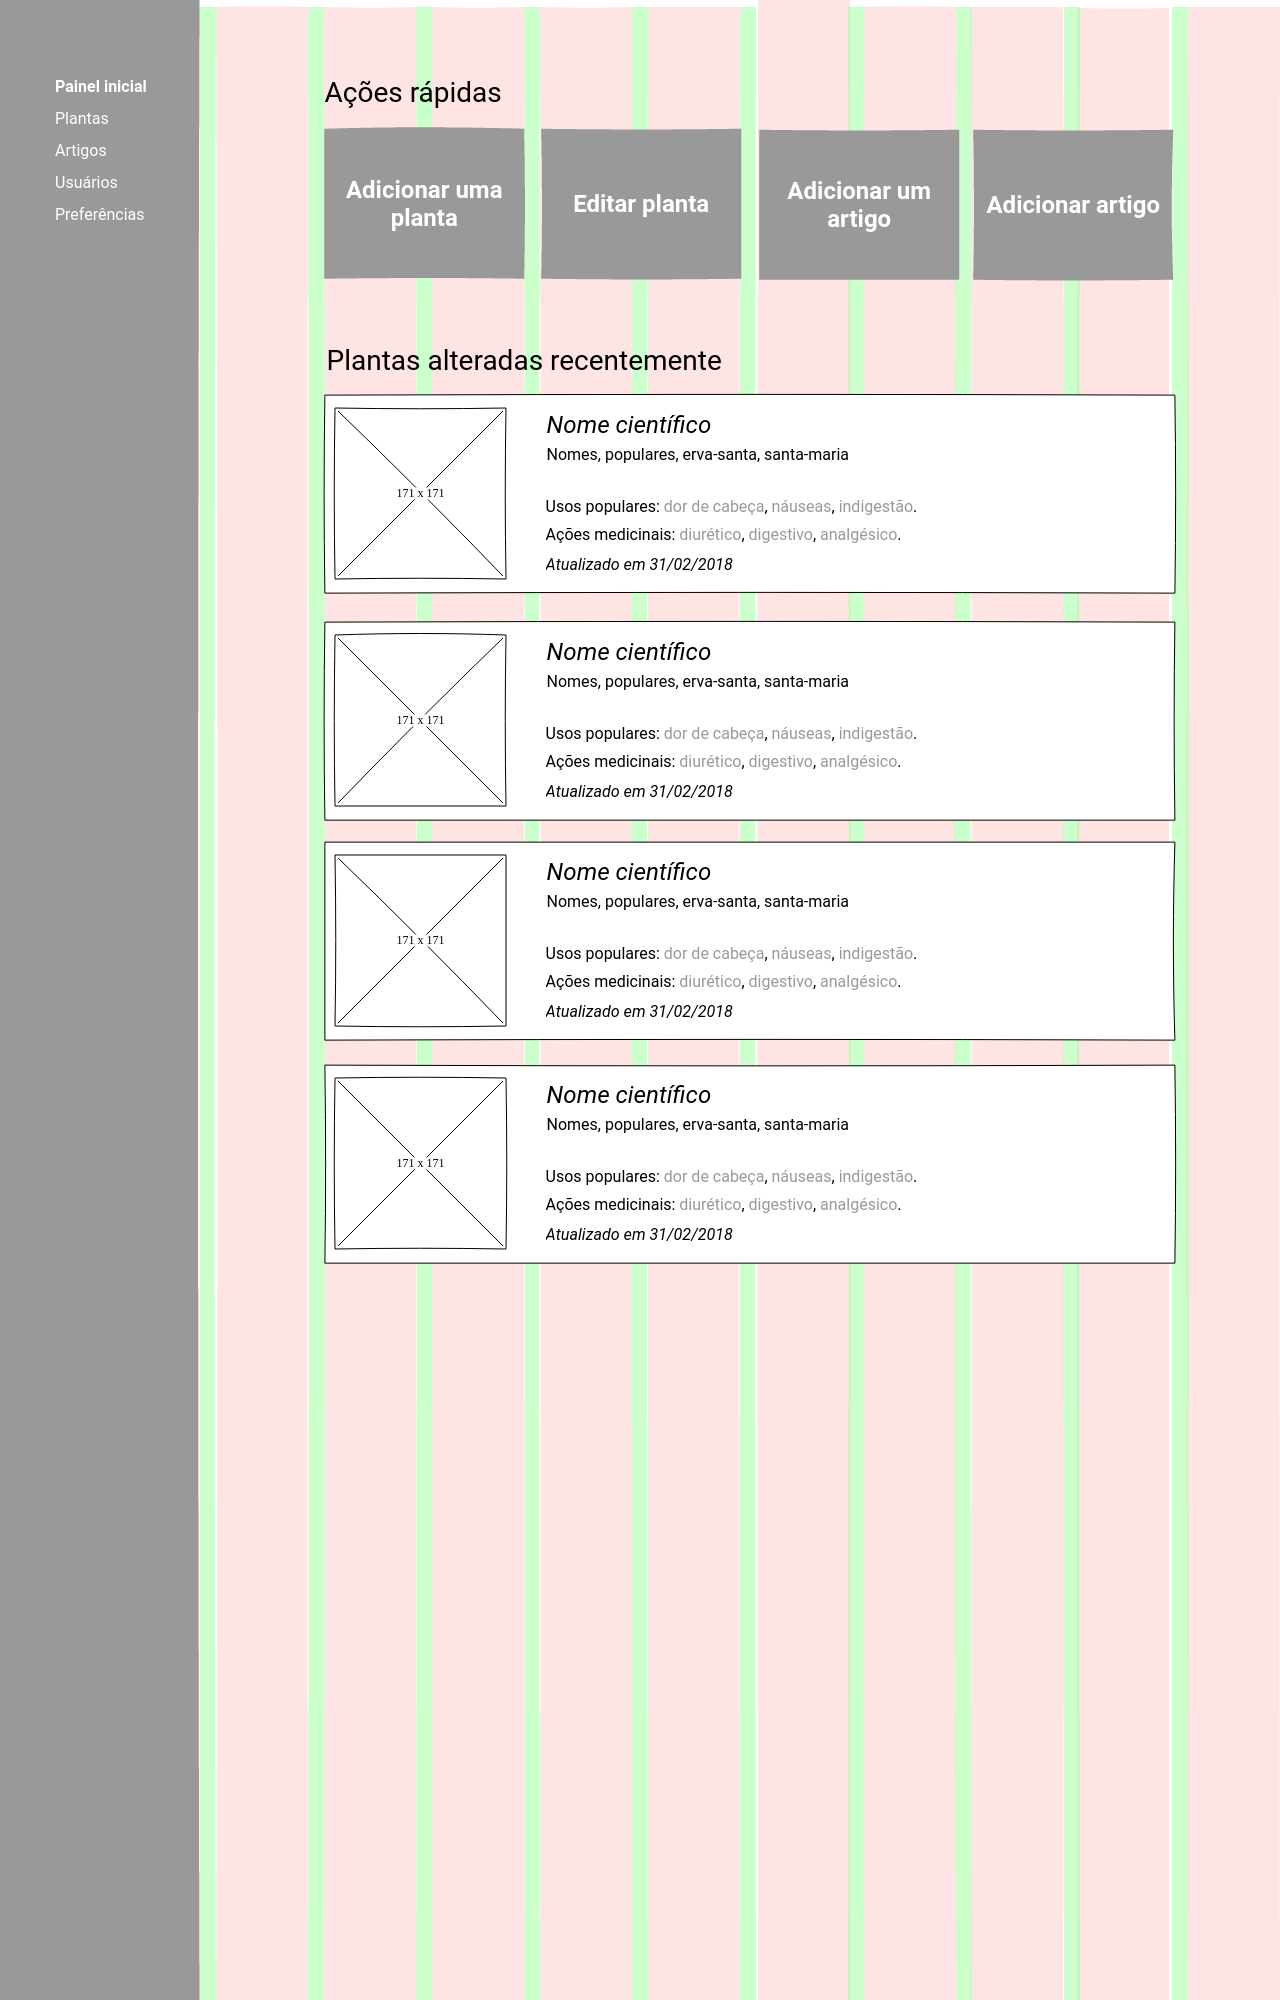 Painel inicial
Plantas
Artigos
Usuários
Preferências
Ações rápidas
Adicionar uma
planta
Editar planta
Adicionar um
artigo
Adicionar artigo
Plantas alteradas recentemente
171 x 171
Nome científico
Nomes, populares, erva-santa, santa-maria
Usos populares: dor de cabeça, náuseas, indigestão.
Ações medicinais: diurético, digestivo, analgésico.
Atualizado em 31/02/2018
171 x 171
Nome científico
Nomes, populares, erva-santa, santa-maria
Usos populares: dor de cabeça, náuseas, indigestão.
Ações medicinais: diurético, digestivo, analgésico.
Atualizado em 31/02/2018
171 x 171
Nome científico
Nomes, populares, erva-santa, santa-maria
Usos populares: dor de cabeça, náuseas, indigestão.
Ações medicinais: diurético, digestivo, analgésico.
Atualizado em 31/02/2018
171 x 171
Nome científico
Nomes, populares, erva-santa, santa-maria
Usos populares: dor de cabeça, náuseas, indigestão.
Ações medicinais: diurético, digestivo, analgésico.
Atualizado em 31/02/2018